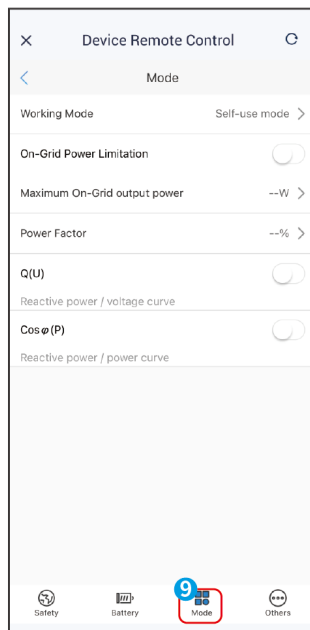 Device Remote Control
Mode
Working Mode Self-use mode
On-Grid Power Limitation
Maximum On-Grid output power --W
Power Factor --%
Q(U)
Reactive power / voltage curve
Cosφ(P)
Reactive power / power curve
9
Safety Battery Mode Others